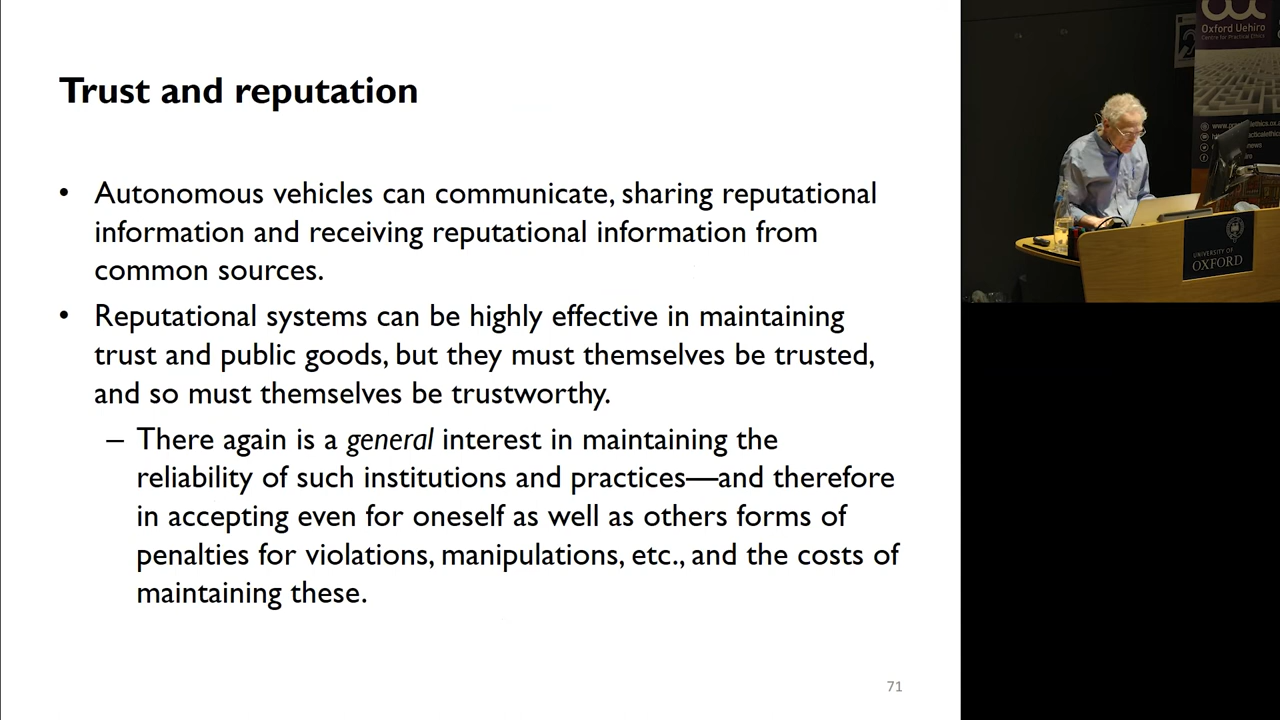 Trust and reputation
• Autonomous vehicles can communicate, sharing reputational
information and receiving reputational information from
common sources.
• Reputational systems can be highly effective in maintaining
trust and public goods, but they must themselves be trusted,
and so must themselves be trustworthy.
– There again is a general interest in maintaining the
reliability of such institutions and practices—and therefore
in accepting even for oneself as well as others forms of
penalties for violations, manipulations, etc., and the costs of
maintaining these.
71
Oxford Uehiro
Centre for Practical Ethics
UNIVERSITY OF
OXFORD